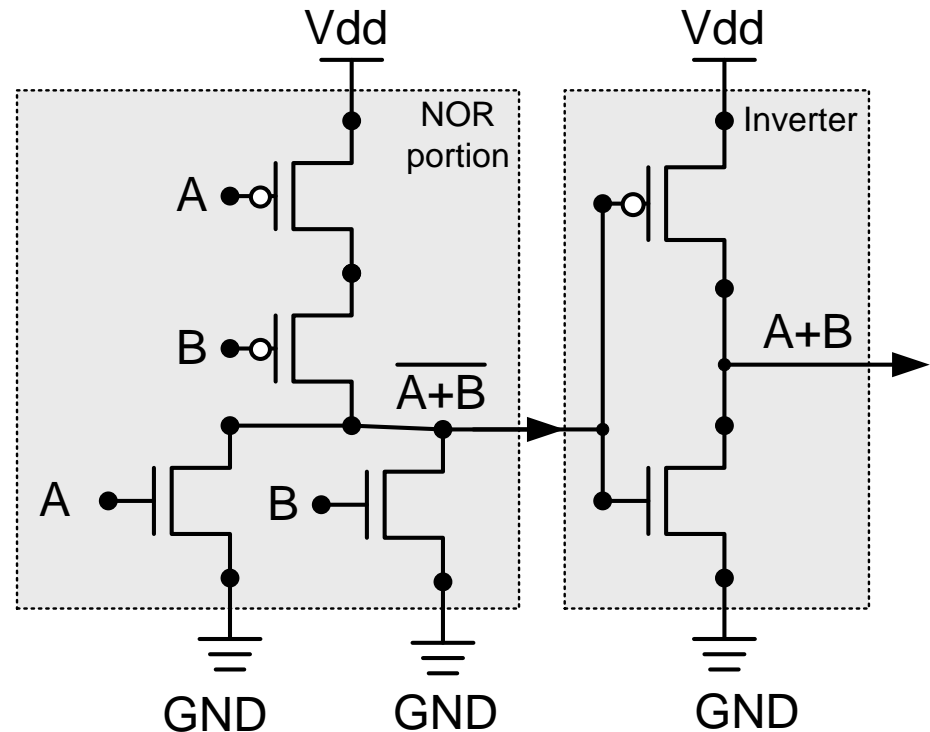 Vdd
Vdd
NOR
portion
Inverter
A
B
A+B
A+B
A
B
GND
GND
GND